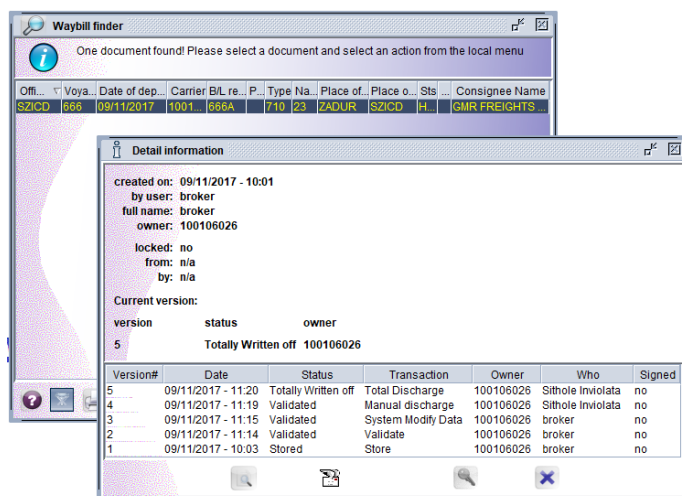 Waybill finder
One document found! Please select a document and select an action from the local menu
Offi... Voya... Date of dep... Carrier B/L re... P... Type Na... Place of... Place o... Sts ... Consignee Name
SZICD 666 09/11/2017 1001... 666A 710 23 ZADUR SZICD H... GMR FREIGHTS ...
Detail information
created on: 09/11/2017 - 10:01
by user: broker
full name: broker
owner: 100106026
locked: no
from: n/a
by: n/a
Current version:
version status owner
5 Totally Written off 100106026
Version# Date Status Transaction Owner Who Signed
5 09/11/2017 - 11:20 Totally Written off Total Discharge 100106026 Sithole Inviolata no
4 09/11/2017 - 11:19 Validated Manual discharge 100106026 Sithole Inviolata no
3 09/11/2017 - 11:15 Validated System Modify Data 100106026 broker no
2 09/11/2017 - 11:14 Validated Validate 100106026 broker no
1 09/11/2017 - 10:03 Stored Store 100106026 broker no